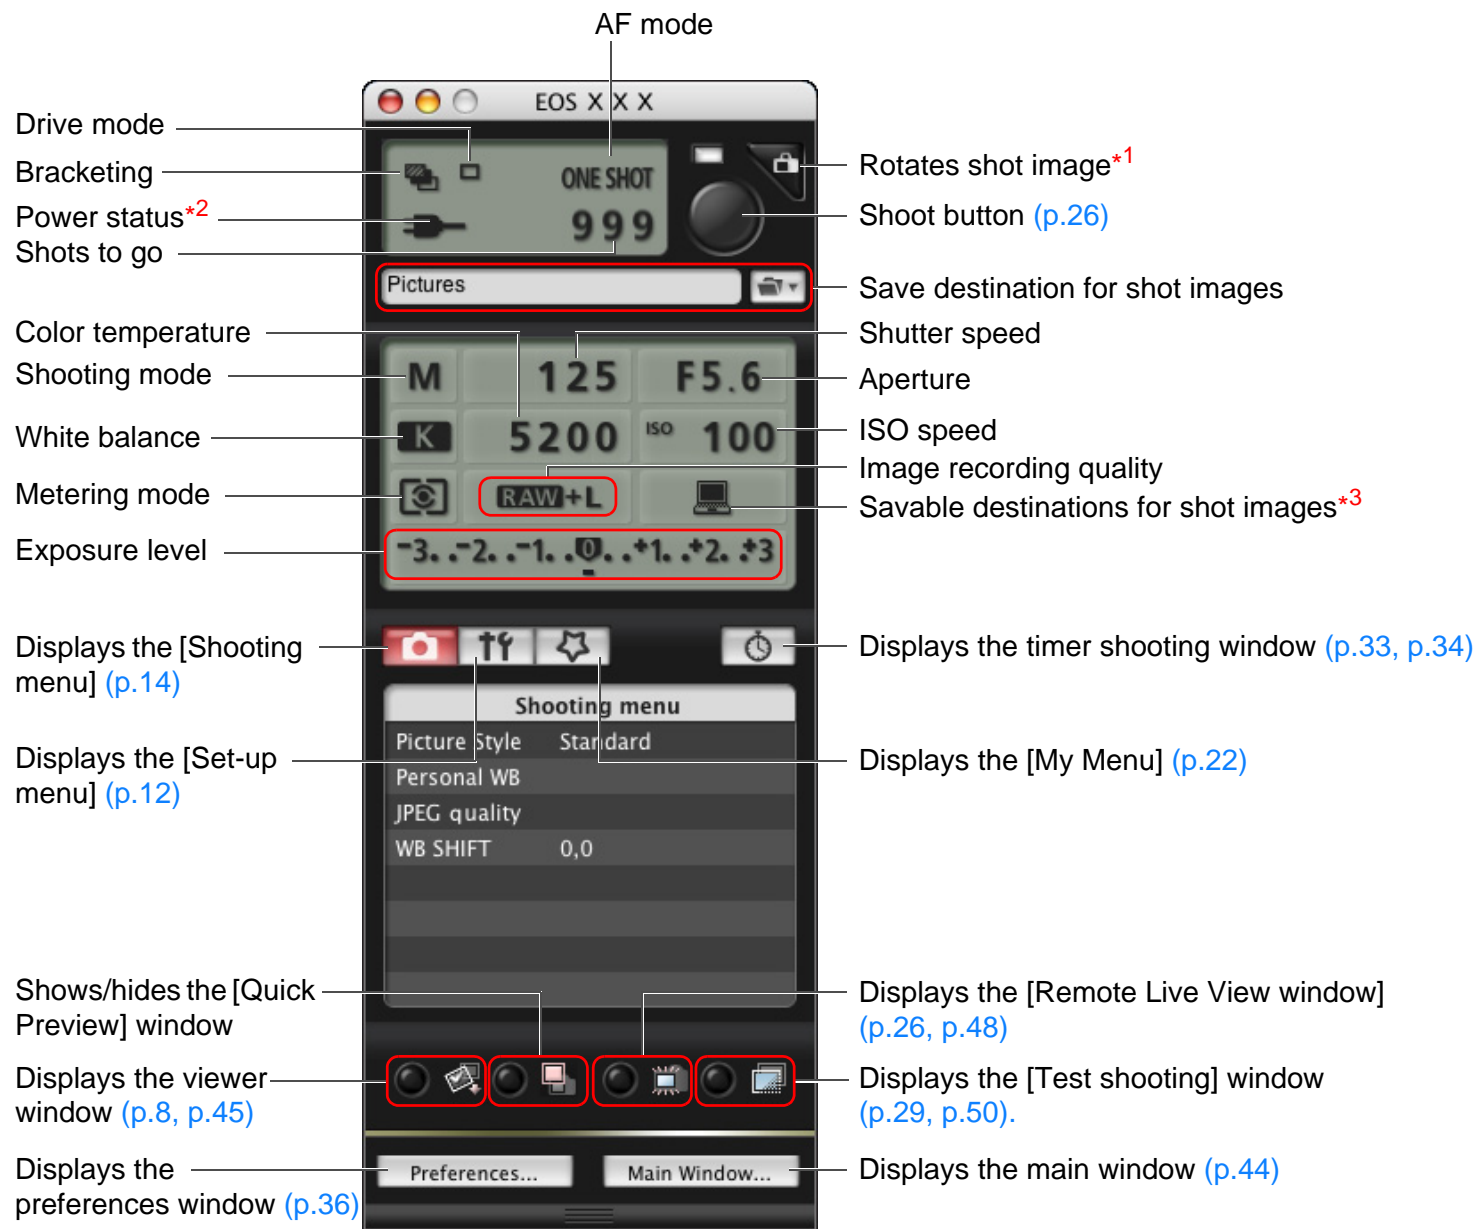 AF mode
EOS X X X
Drive mode
Bracketing
Power status*2
Shots to go
ONE SHOT
999
Rotates shot image*1
Shoot button (p.26)
Pictures
Save destination for shot images
Color temperature
Shooting mode
White balance
Metering mode
Exposure level
M 125 F5.6
K 5200 ISO 100
RAW+L
-3. .-2. .-1. .0. .+1. .+2. .+3
Shutter speed
Aperture
ISO speed
Image recording quality
Savable destinations for shot images*3
Displays the [Shooting
menu] (p.14)
Displays the timer shooting window (p.33, p.34)
Displays the [Set-up
menu] (p.12)
Shooting menu
Picture Style Standard
Personal WB
JPEG quality
WB SHIFT 0,0
Displays the [My Menu] (p.22)
Shows/hides the [Quick
Preview] window
Displays the [Remote Live View window]
(p.26, p.48)
Displays the viewer
window (p.8, p.45)
Displays the [Test shooting] window
(p.29, p.50).
Displays the
preferences window (p.36)
Preferences...
Main Window...
Displays the main window (p.44)